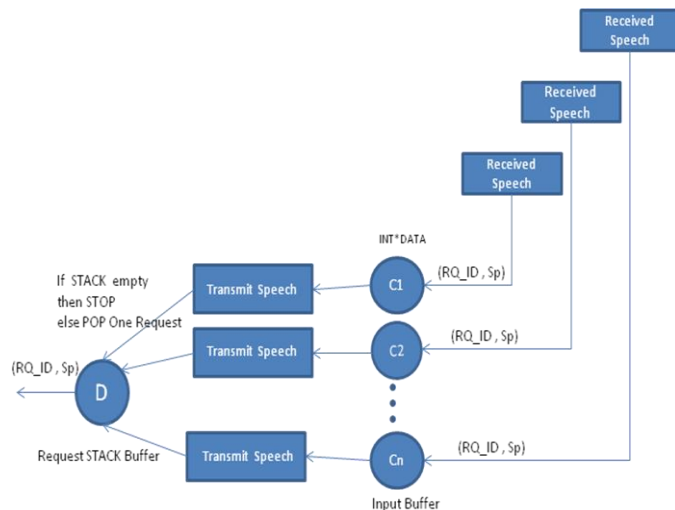 Received
Speech
Received
Speech
Received
Speech
INT*DATA
If STACK empty
then STOP
else POP One Request
Transmit Speech
C1
(RQ_ID , Sp)
Transmit Speech
C2
(RQ_ID , Sp)
(RQ_ID , Sp)
D
Request STACK Buffer
Transmit Speech
Cn
(RQ_ID , Sp)
Input Buffer